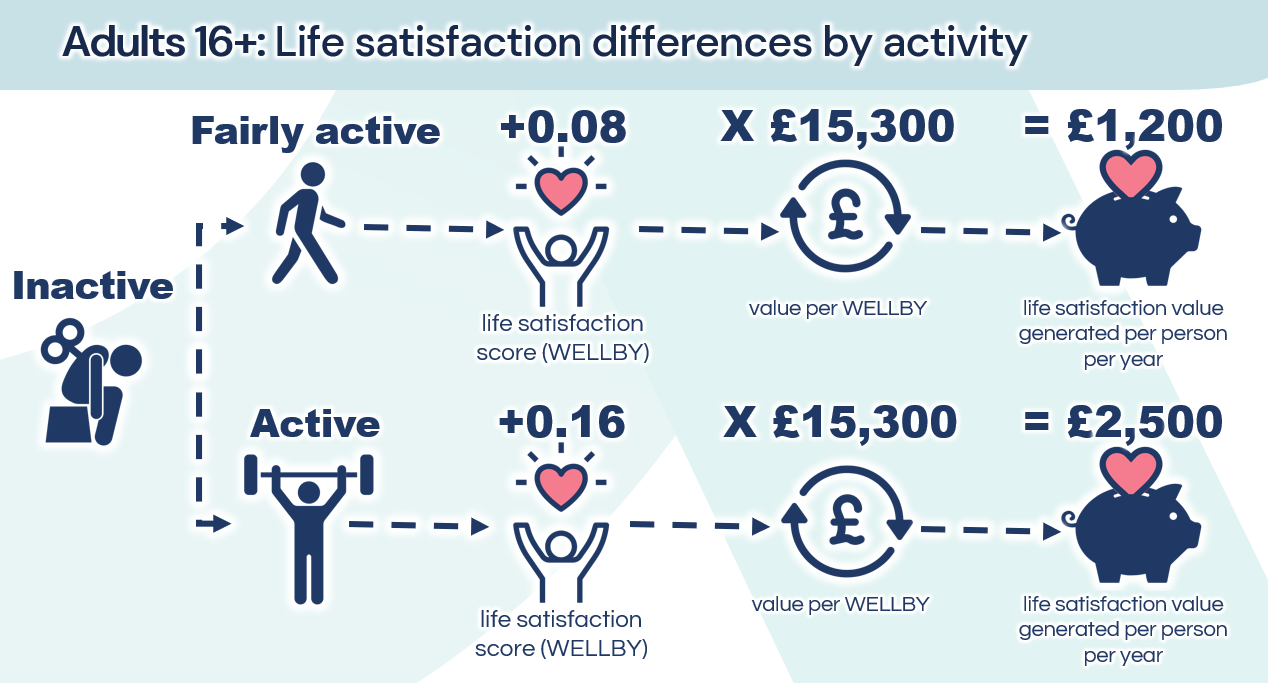 Adults 16+: Life satisfaction differences by activity
Inactive
Fairly active
+0.08
life satisfaction
score (WELLBY)
X £15,300
£
value per WELLBY
= £1,200
life satisfaction value
generated per person
per year
Active
+0.16
life satisfaction
score (WELLBY)
X £15,300
£
value per WELLBY
= £2,500
life satisfaction value
generated per person
per year